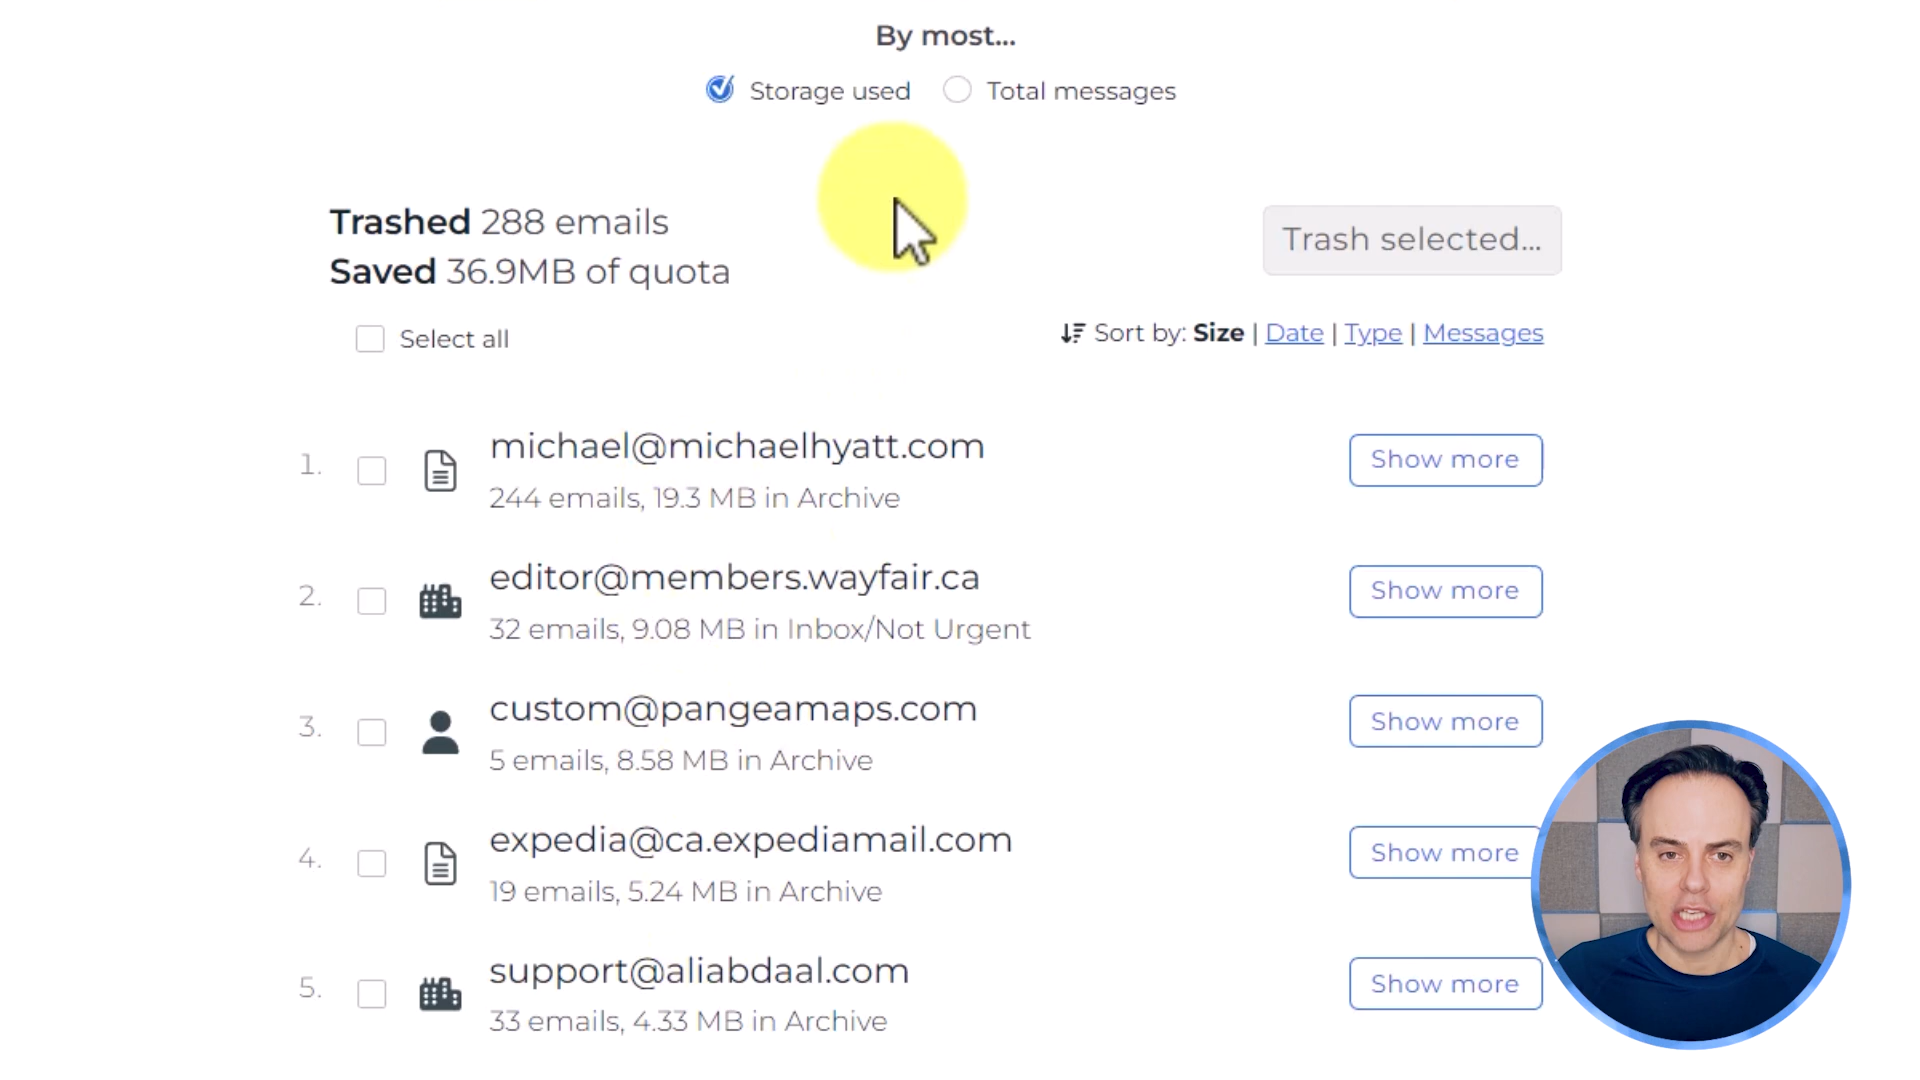 By most...
Storage used Total messages
Trashed 288 emails
Saved 36.9MB of quota
Trash selected...
Select all
Sort by: Size | Date | Type | Messages
1. michael@michaelhyatt.com
244 emails, 19.3 MB in Archive
Show more
2. editor@members.wayfair.ca
32 emails, 9.08 MB in Inbox/Not Urgent
Show more
3. custom@pangeamaps.com
5 emails, 8.58 MB in Archive
Show more
4. expedia@ca.expediamail.com
19 emails, 5.24 MB in Archive
Show more
5. support@aliabdaal.com
33 emails, 4.33 MB in Archive
Show more